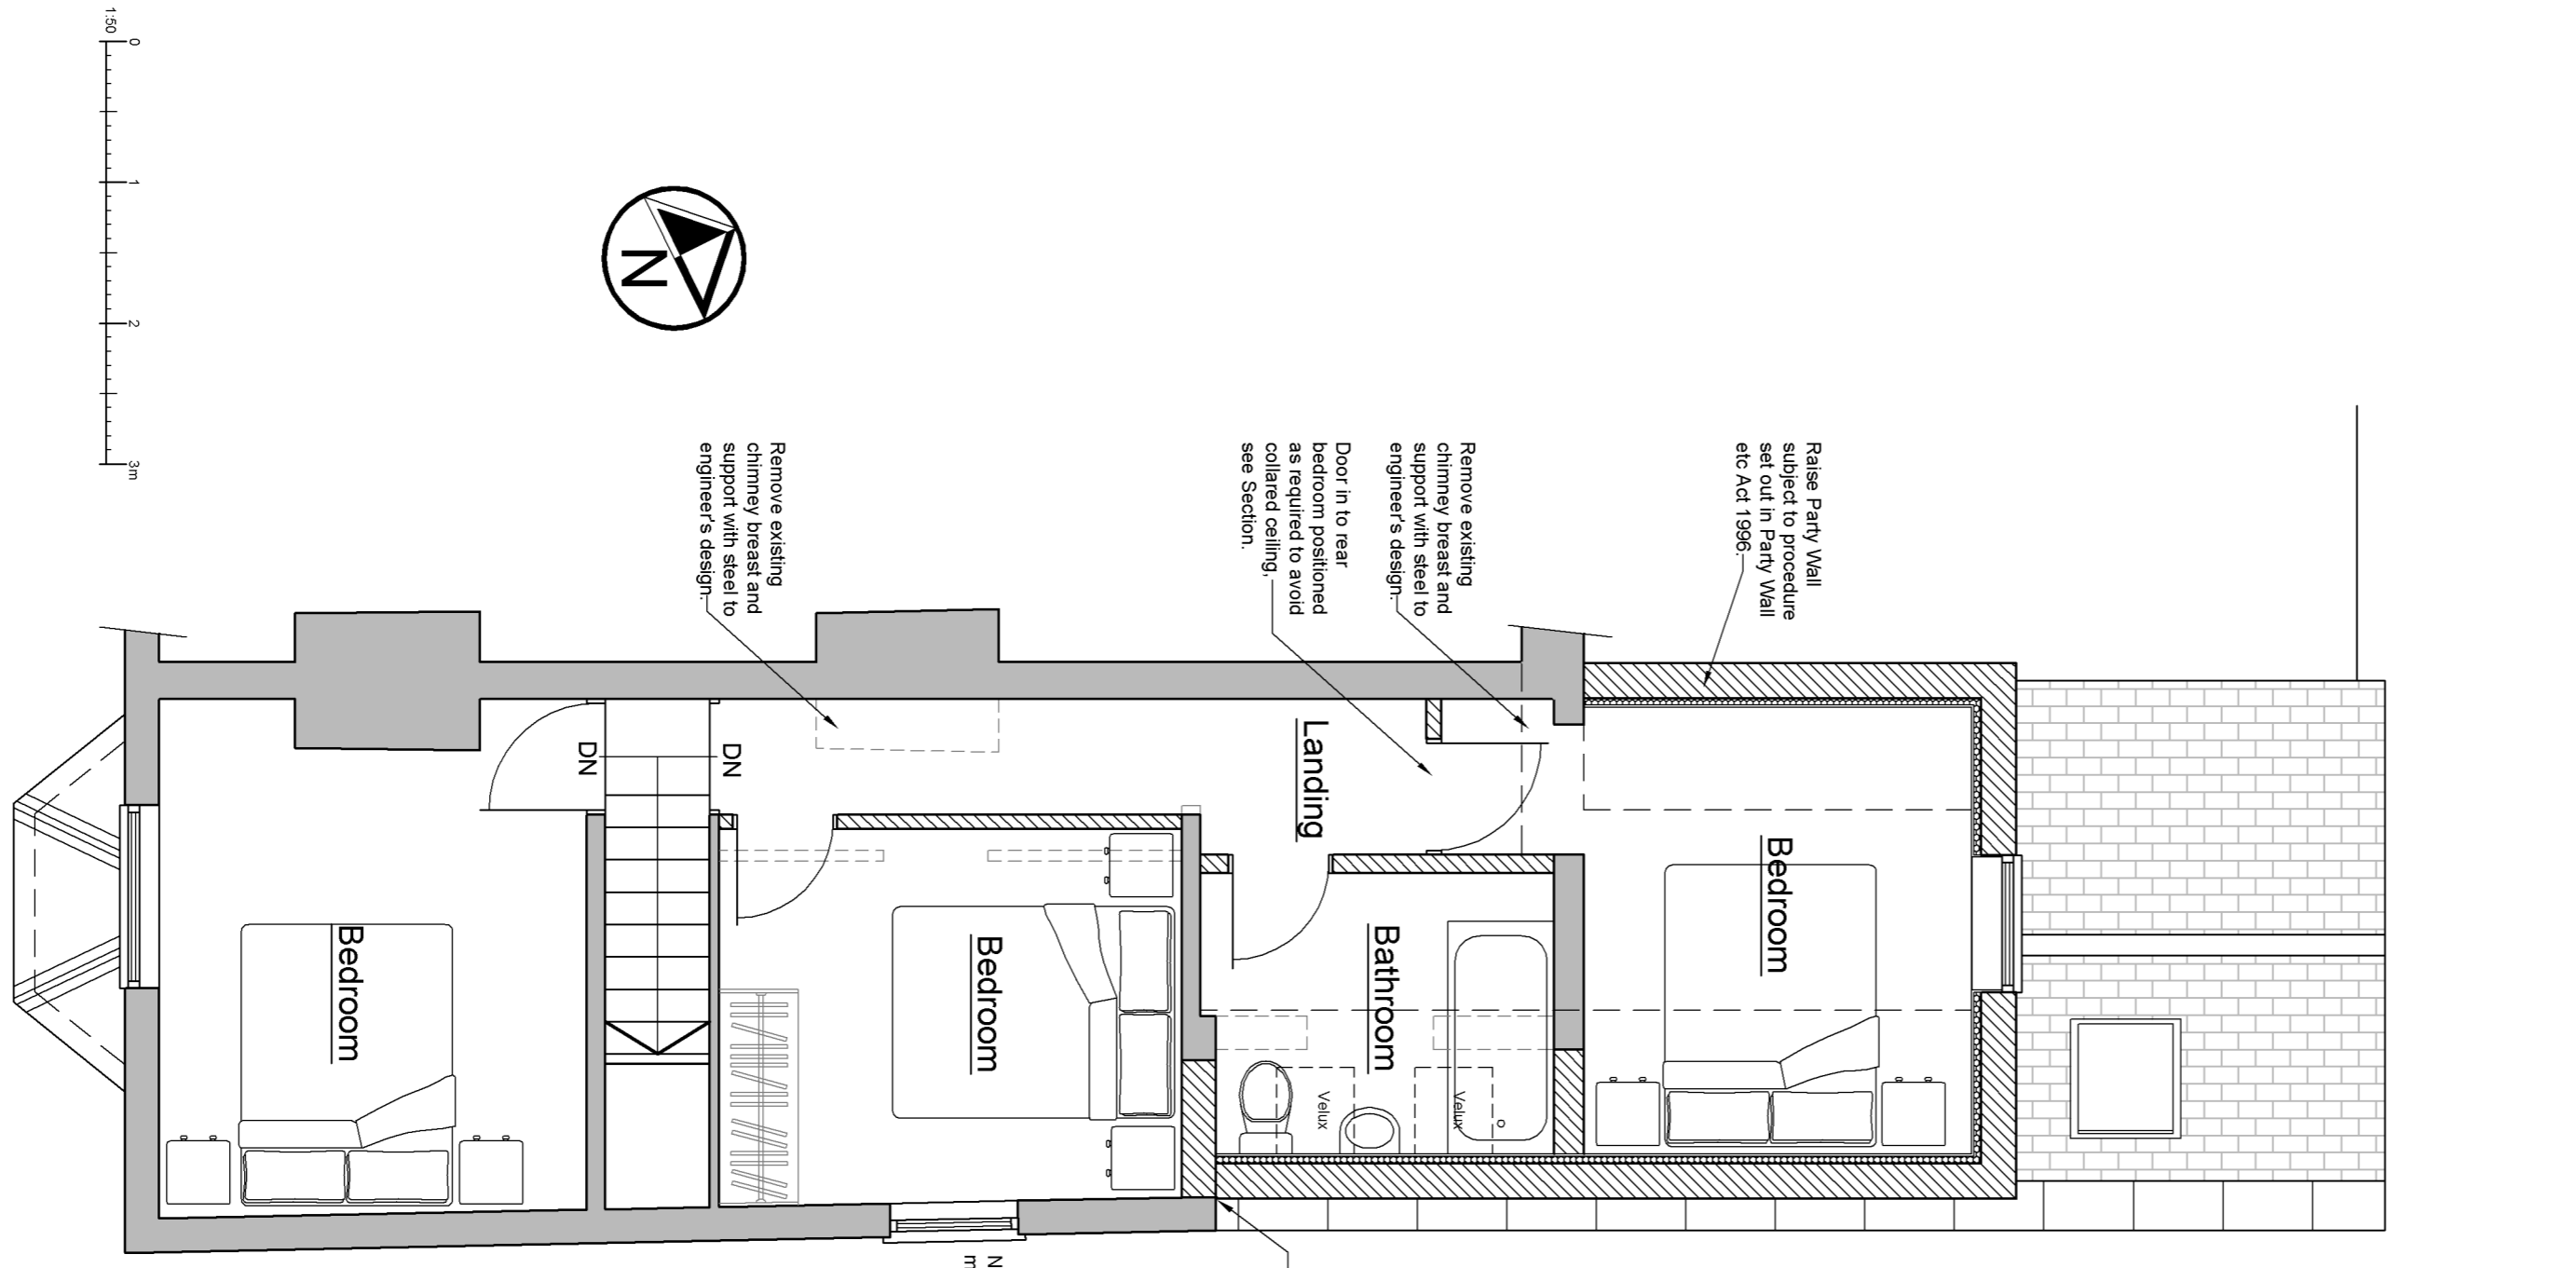 1:50
0
1
2
3m
N
Remove existing
chimney breast and
support with steel to
engineer's design.
Door in to rear
bedroom positioned
as required to avoid
collared ceiling,
see Section.
Remove existing
chimney breast and
support with steel to
engineer's design.
Raise Party Wall
subject to procedure
set out in Party Wall
etc Act 1996.
DN
DN
Landing
Bedroom
Bedroom
Bathroom
Bedroom
Velux
Velux
N
m